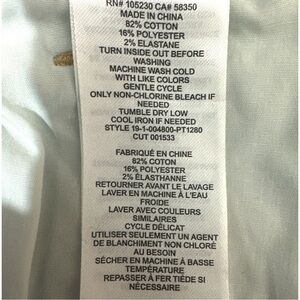 RN# 105230 CA# 58350
MADE IN CHINA
82% COTTON
16% POLYESTER
2% ELASTANE
TURN INSIDE OUT BEFORE
WASHING
MACHINE WASH COLD
WITH LIKE COLORS
GENTLE CYCLE
ONLY NON-CHLORINE BLEACH IF
NEEDED
TUMBLE DRY LOW
COOL IRON IF NEEDED
STYLE 19-1-004800-PT1280
CUT 001533
FABRIQUÉ EN CHINE
82% COTON
16% POLYESTER
2% ÉLASTHANNE
RETOURNER AVANT LE LAVAGE
LAVER EN MACHINE À L'EAU
FROIDE
LAVER AVEC COULEURS
SIMILAIRES
CYCLE DÉLICAT
UTILISER SEULEMENT UN AGENT
DE BLANCHIMENT NON CHLORÉ
AU BESOIN
SÉCHER EN MACHINE À BASSE
TEMPÉRATURE
REPASSER À FER TIÈDE SI
NÉCESSAIRE